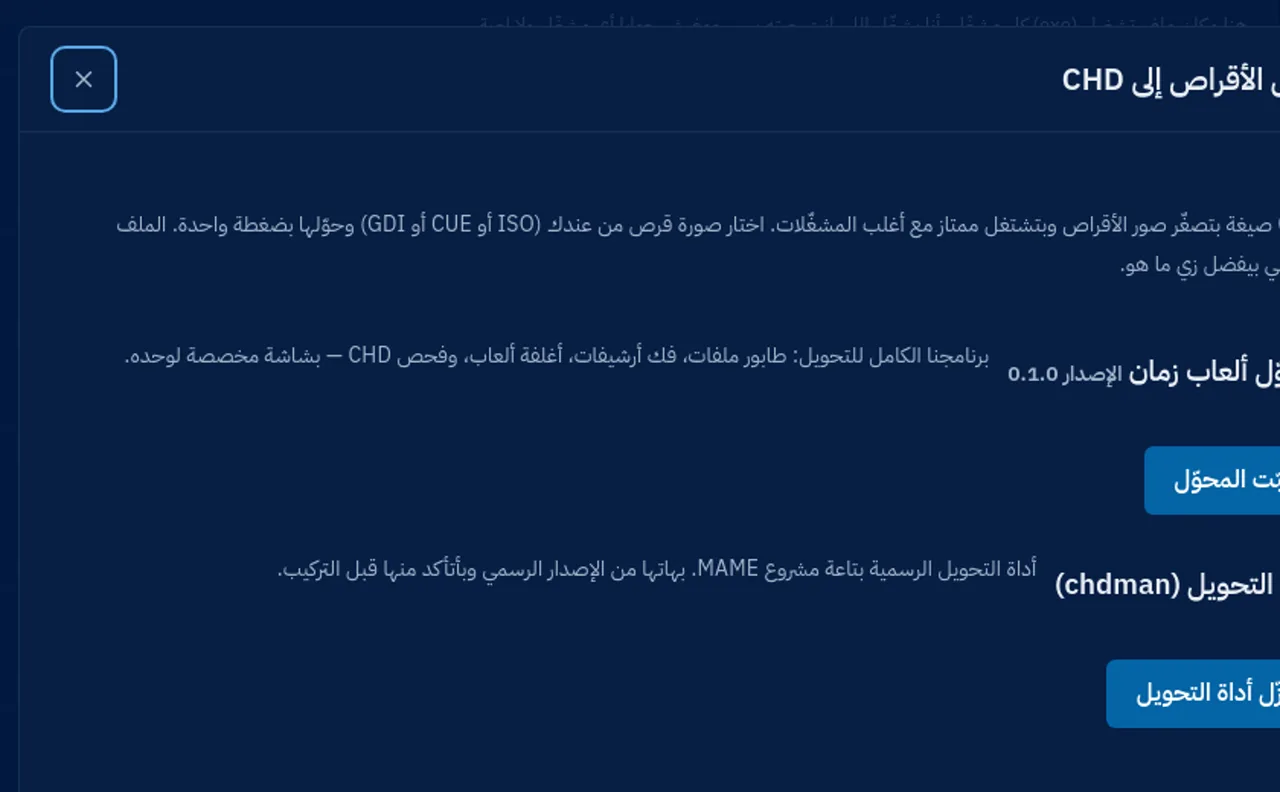 الأقراص إلى CHD
صيغة بتصغّر صور الأقراص وبتشتغل ممتاز مع أغلب المشغّلات. اختار صورة قرص من عندك (ISO أو CUE أو GDI) وحوّلها بضغطة واحدة. الملف
بيفضل زي ما هو.
ألعاب زمان الإصدار 0.1.0 برنامجنا الكامل للتحويل: طابور ملفات، فك أرشيفات، أغلفة ألعاب، وفحص CHD — بشاشة مخصصة لوحده.
المحوّل
التحويل (chdman) أداة التحويل الرسمية بتاعة مشروع MAME. بهاتها من الإصدار الرسمي وبأتأكد منها قبل التركيب.
أداة التحويل